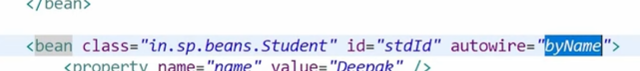 </bean>
<bean class="in.sp.beans.Student" id="stdId" autowire="byName">
<property name="name" value="Deepak" />